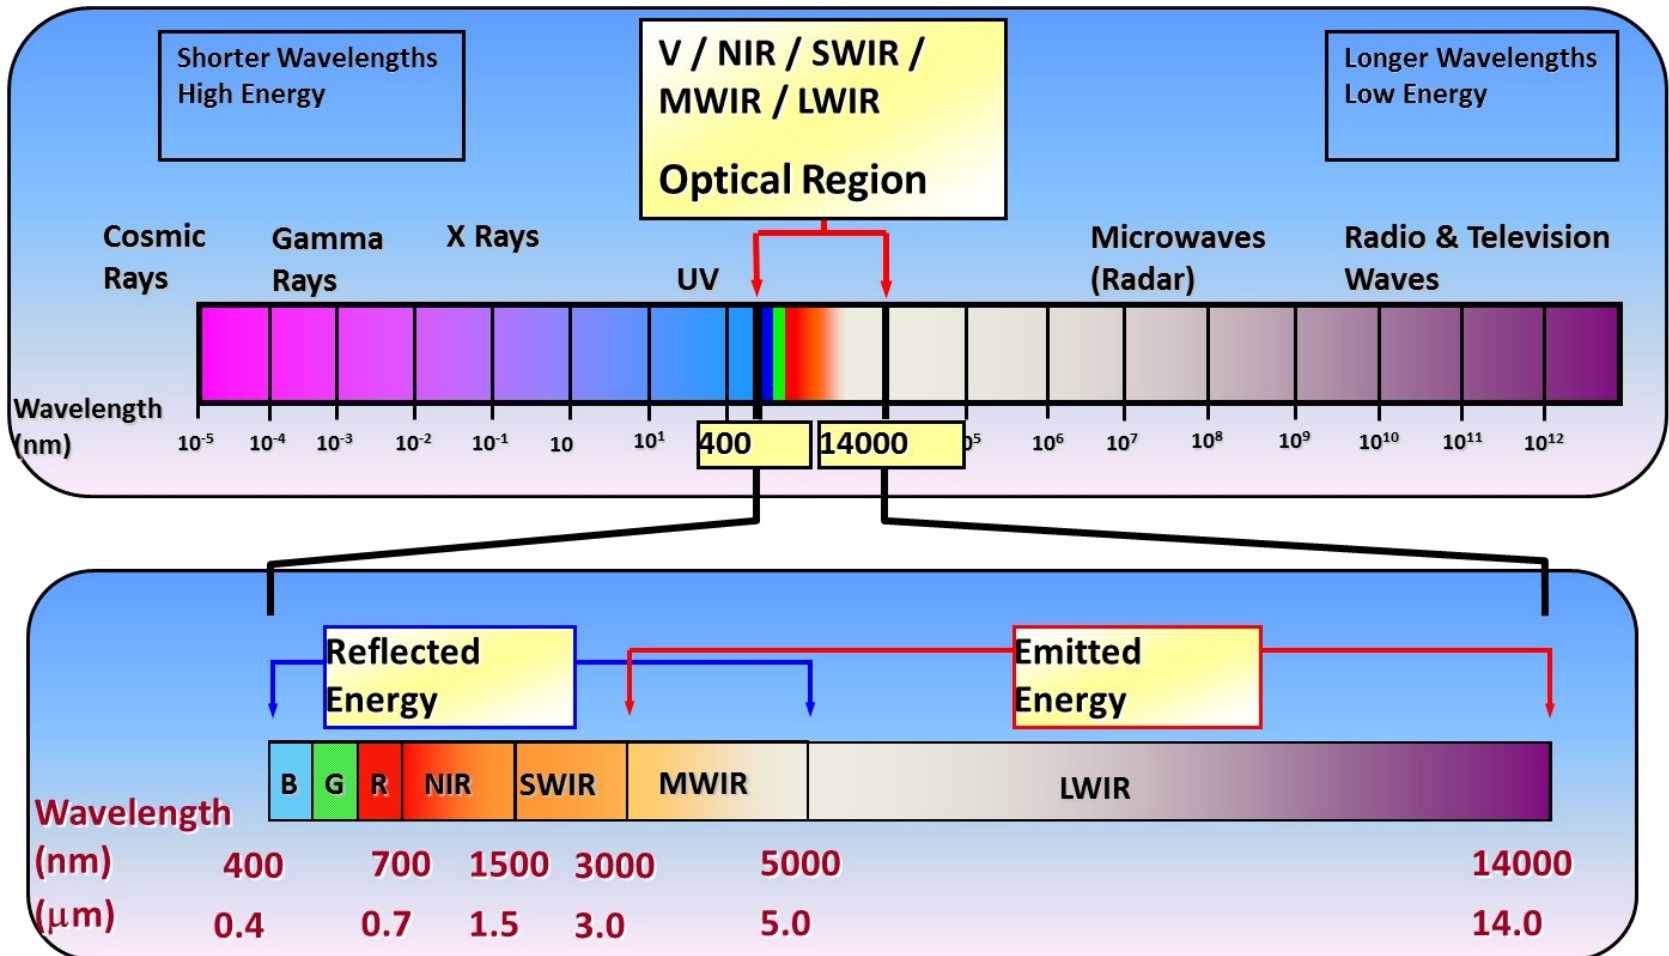 Shorter Wavelengths
High Energy
V / NIR / SWIR /
MWIR / LWIR
Optical Region
Longer Wavelengths
Low Energy
Cosmic
Rays
Gamma
Rays
X Rays
UV
Microwaves
(Radar)
Radio & Television
Waves
Wavelength
(nm)
10⁻⁵ 10⁻⁴ 10⁻³ 10⁻² 10⁻¹ 10 10¹ 400 14000 0⁵ 10⁶ 10⁷ 10⁸ 10⁹ 10¹⁰ 10¹¹ 10¹²
Reflected
Energy
Emitted
Energy
B G R NIR SWIR MWIR LWIR
Wavelength
(nm) 400 700 1500 3000 5000 14000
(μm) 0.4 0.7 1.5 3.0 5.0 14.0